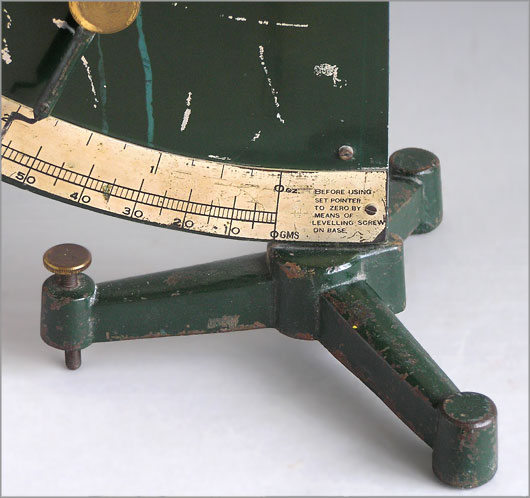 2 1 0 oz.
50 40 30 20 10 0 GMS
BEFORE USING
SET POINTER
TO ZERO BY
MEANS OF
LEVELLING SCREW
ON BASE.